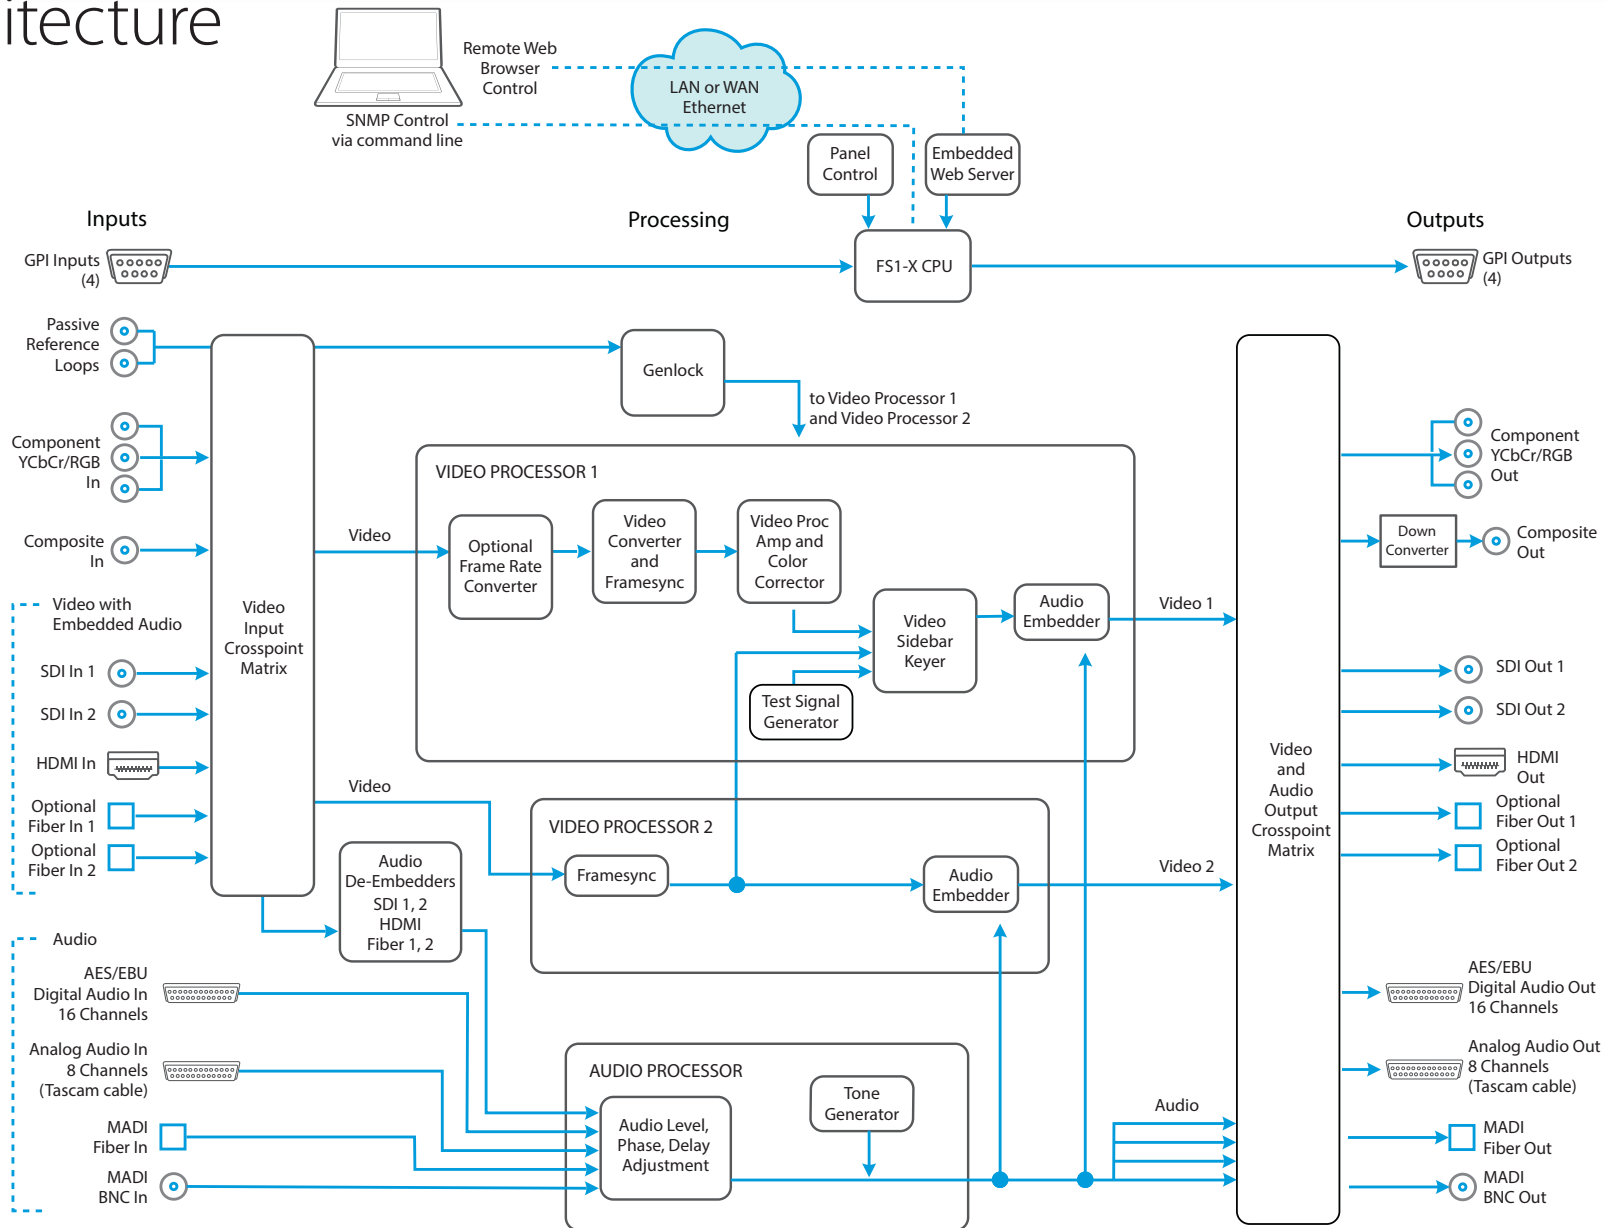 itecture
Remote Web
Browser
Control
SNMP Control
via command line
LAN or WAN
Ethernet
Panel
Control
Embedded
Web Server
Inputs
Processing
Outputs
GPI Inputs
(4)
FS1-X CPU
GPI Outputs
(4)
Passive
Reference
Loops
Genlock
to Video Processor 1
and Video Processor 2
Component
YCbCr/RGB
In
Composite
In
Video with
Embedded Audio
SDI In 1
SDI In 2
HDMI In
Optional
Fiber In 1
Optional
Fiber In 2
Video
Input
Crosspoint
Matrix
Video
VIDEO PROCESSOR 1
Optional
Frame Rate
Converter
Video
Converter
and
Framesync
Video Proc
Amp and
Color
Corrector
Video
Sidebar
Keyer
Test Signal
Generator
Audio
Embedder
Video 1
Video
VIDEO PROCESSOR 2
Framesync
Audio
Embedder
Video 2
Audio
De-Embedders
SDI 1, 2
HDMI
Fiber 1, 2
Audio
AES/EBU
Digital Audio In
16 Channels
Analog Audio In
8 Channels
(Tascam cable)
MADI
Fiber In
MADI
BNC In
AUDIO PROCESSOR
Audio Level,
Phase, Delay
Adjustment
Tone
Generator
Audio
Video
and
Audio
Output
Crosspoint
Matrix
Component
YCbCr/RGB
Out
Down
Converter
Composite
Out
SDI Out 1
SDI Out 2
HDMI
Out
Optional
Fiber Out 1
Optional
Fiber Out 2
AES/EBU
Digital Audio Out
16 Channels
Analog Audio Out
8 Channels
(Tascam cable)
MADI
Fiber Out
MADI
BNC Out